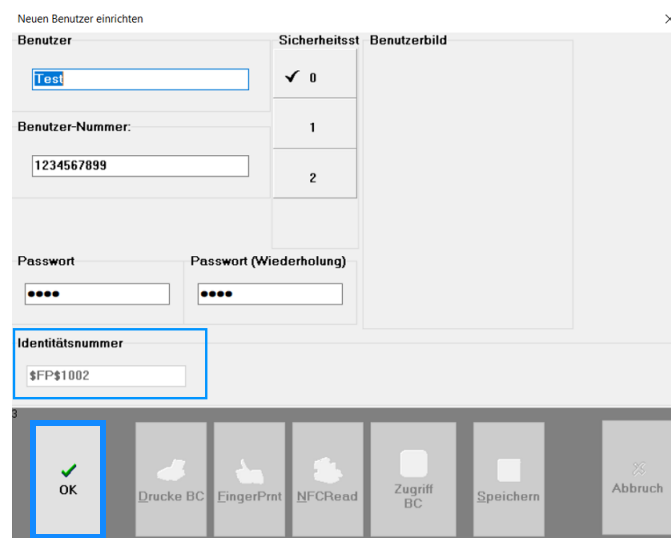 Neuen Benutzer einrichten
Benutzer
Sicherheitsst
Benutzerbild
Test
0
Benutzer-Nummer:
1
1234567899
2
Passwort
Passwort (Wiederholung)
Identitätsnummer
$FP$1002
3
OK
Drucke BC
FingerPrnt
NFCRead
Zugriff
BC
Speichern
Abbruch